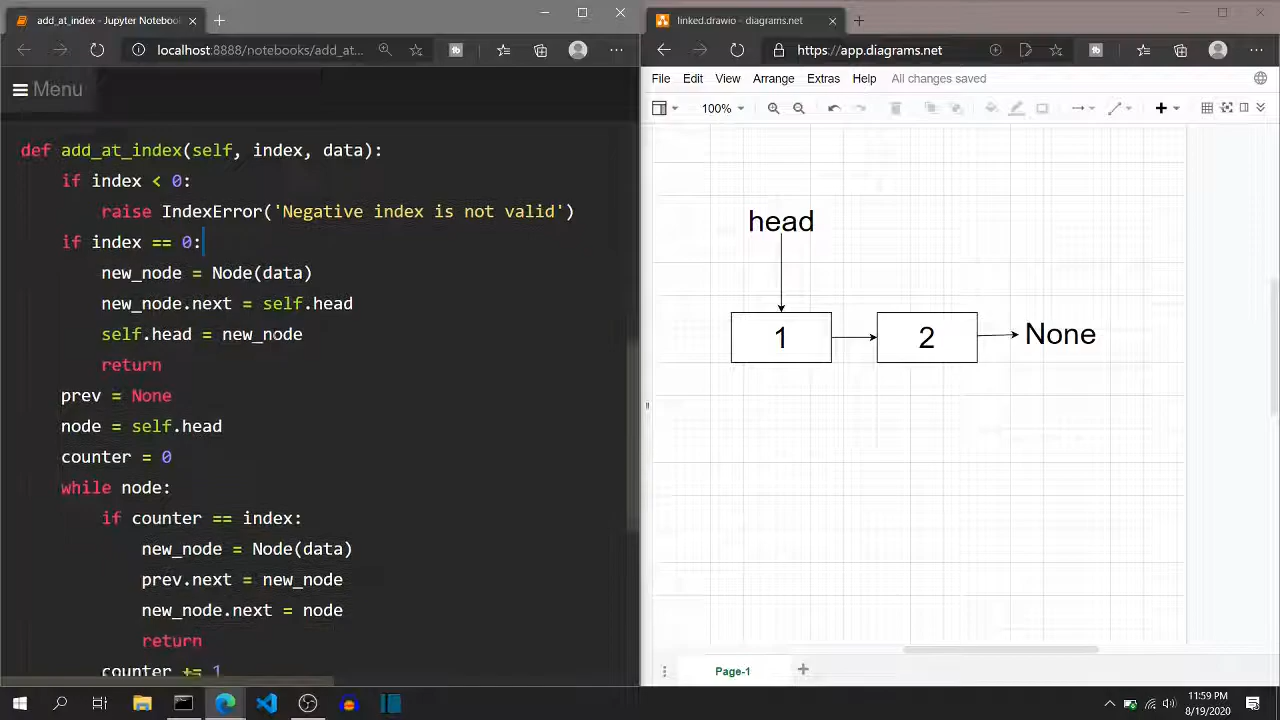 add_at_index - Jupyter Notebook
localhost:8888/notebooks/add_at...
Menu
def add_at_index(self, index, data):
if index < 0:
raise IndexError('Negative index is not valid')
if index == 0:
new_node = Node(data)
new_node.next = self.head
self.head = new_node
return
prev = None
node = self.head
counter = 0
while node:
if counter == index:
new_node = Node(data)
prev.next = new_node
new_node.next = node
return
counter += 1
linked.drawio - diagrams.net
https://app.diagrams.net
File Edit View Arrange Extras Help All changes saved
100%
head
1 2 None
Page-1
11:59 PM
8/19/2020